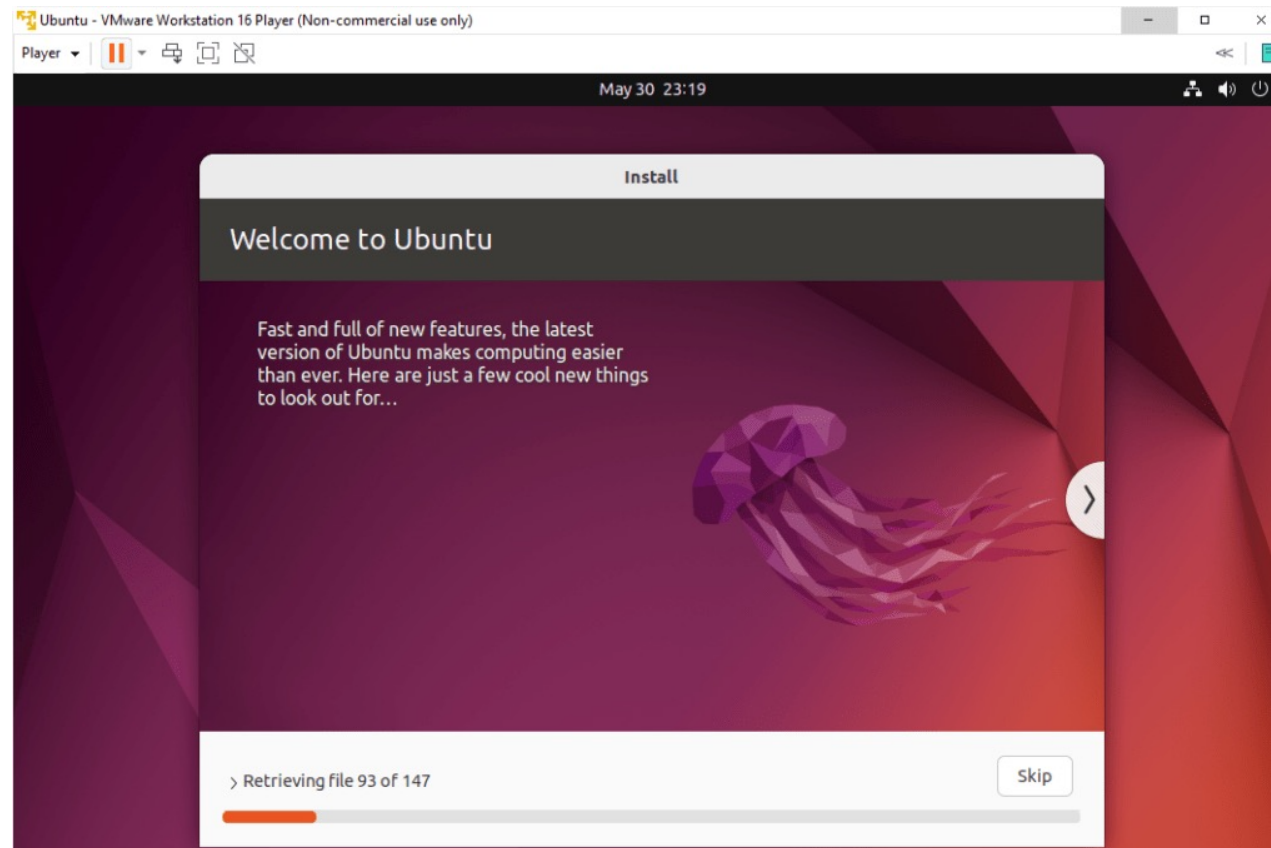 Ubuntu - VMware Workstation 16 Player (Non-commercial use only)
Player
May 30 23:19
Install
Welcome to Ubuntu
Fast and full of new features, the latest
version of Ubuntu makes computing easier
than ever. Here are just a few cool new things
to look out for...
Retrieving file 93 of 147
Skip